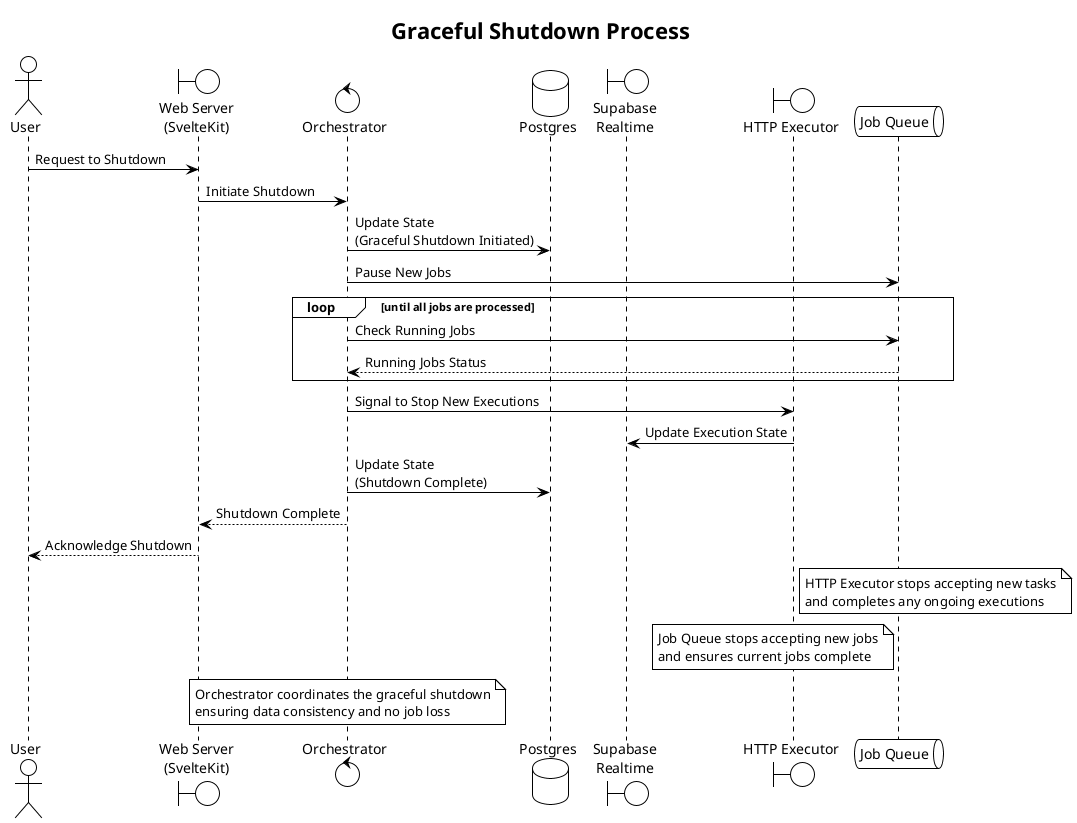 Graceful Shutdown Process
User
Web Server
(SvelteKit)
Orchestrator
Postgres
Supabase
Realtime
HTTP Executor
Job Queue
Request to Shutdown
Initiate Shutdown
Update State
(Graceful Shutdown Initiated)
Pause New Jobs
loop [until all jobs are processed]
Check Running Jobs
Running Jobs Status
Signal to Stop New Executions
Update Execution State
Update State
(Shutdown Complete)
Shutdown Complete
Acknowledge Shutdown
HTTP Executor stops accepting new tasks
and completes any ongoing executions
Job Queue stops accepting new jobs
and ensures current jobs complete
Orchestrator coordinates the graceful shutdown
ensuring data consistency and no job loss
User
Web Server
(SvelteKit)
Orchestrator
Postgres
Supabase
Realtime
HTTP Executor
Job Queue